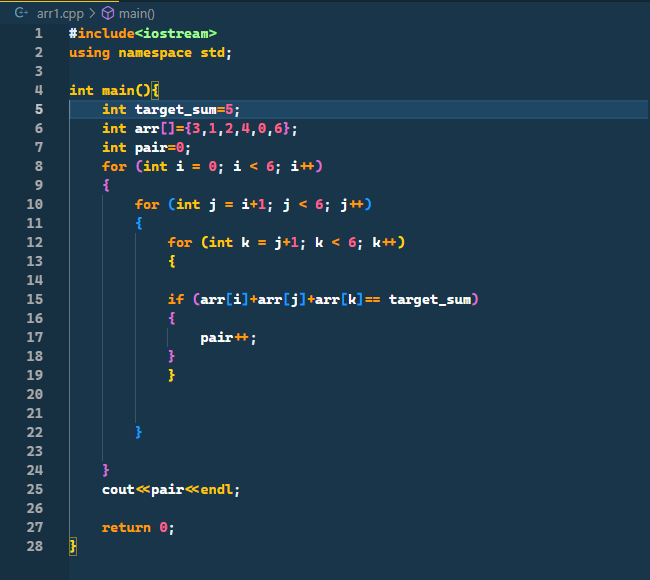 arr1.cpp > main()
1 #include<iostream>
2 using namespace std;
3
4 int main(){
5 int target_sum=5;
6 int arr[]={3,1,2,4,0,6};
7 int pair=0;
8 for (int i = 0; i < 6; i++)
9 {
10 for (int j = i+1; j < 6; j++)
11 {
12 for (int k = j+1; k < 6; k++)
13 {
14
15 if (arr[i]+arr[j]+arr[k]== target_sum)
16 {
17 pair++;
18 }
19 }
20
21
22 }
23
24 }
25 cout<<pair<<endl;
26
27 return 0;
28 }